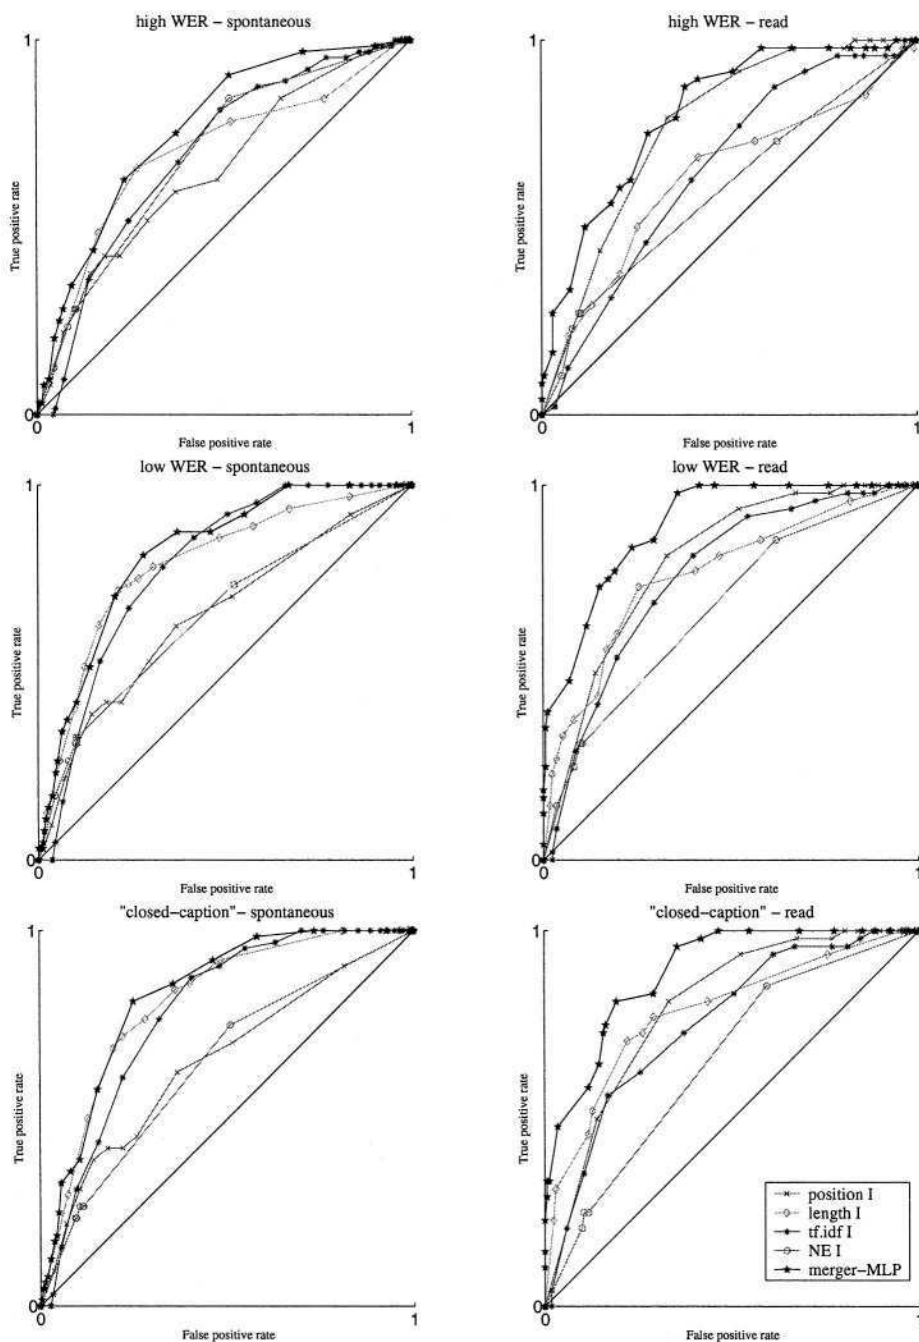 high WER – spontaneous
1
True positive rate
0
0
False positive rate
1
high WER – read
1
True positive rate
0
0
False positive rate
1
low WER – spontaneous
1
True positive rate
0
0
False positive rate
1
low WER – read
1
True positive rate
0
0
False positive rate
1
"closed–caption" – spontaneous
1
True positive rate
0
0
False positive rate
1
"closed–caption" – read
1
True positive rate
0
0
False positive rate
1
position I
length I
tf.idf I
NE I
merger–MLP